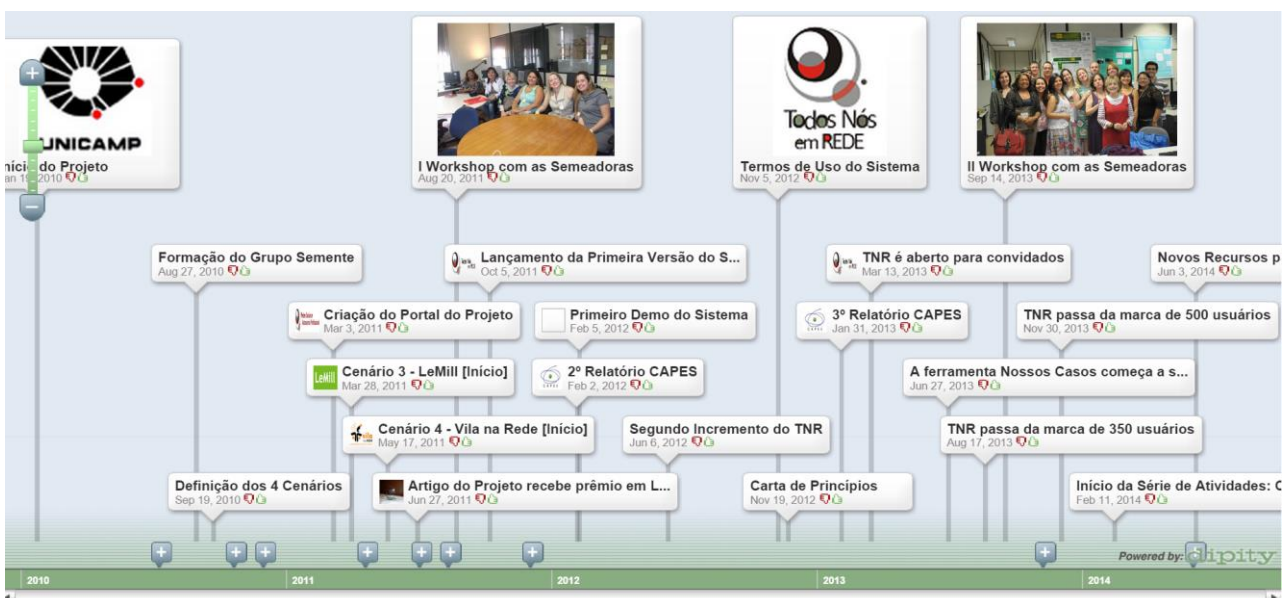 UNICAMP
nício do Projeto
an 19, 2010
I Workshop com as Semeadoras
Aug 20, 2011
Todos Nós
em REDE
Termos de Uso do Sistema
Nov 5, 2012
II Workshop com as Semeadoras
Sep 14, 2013
Formação do Grupo Semente
Aug 27, 2010
Lançamento da Primeira Versão do S...
Oct 5, 2011
TNR é aberto para convidados
Mar 13, 2013
Novos Recursos p
Jun 3, 2014
Criação do Portal do Projeto
Mar 3, 2011
Primeiro Demo do Sistema
Feb 5, 2012
3º Relatório CAPES
Jan 31, 2013
TNR passa da marca de 500 usuários
Nov 30, 2013
LeMill
Cenário 3 - LeMill [Início]
Mar 28, 2011
CAPES
2º Relatório CAPES
Feb 2, 2012
A ferramenta Nossos Casos começa a s...
Jun 27, 2013
Cenário 4 - Vila na Rede [Início]
May 17, 2011
Segundo Incremento do TNR
Jun 6, 2012
TNR passa da marca de 350 usuários
Aug 17, 2013
Definição dos 4 Cenários
Sep 19, 2010
Artigo do Projeto recebe prêmio em L...
Jun 27, 2011
Carta de Princípios
Nov 19, 2012
Início da Série de Atividades: C
Feb 11, 2014
Powered by: dipity
2010 2011 2012 2013 2014